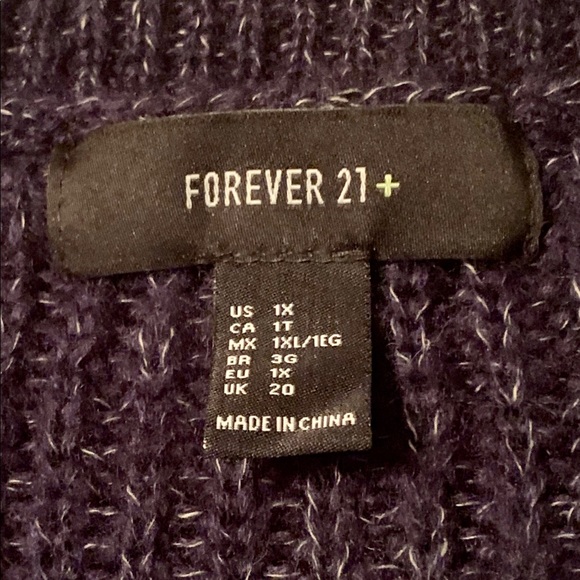 FOREVER 21+
US 1X
CA 1T
MX 1XL/1EG
BR 3G
EU 1X
UK 20
MADE IN CHINA